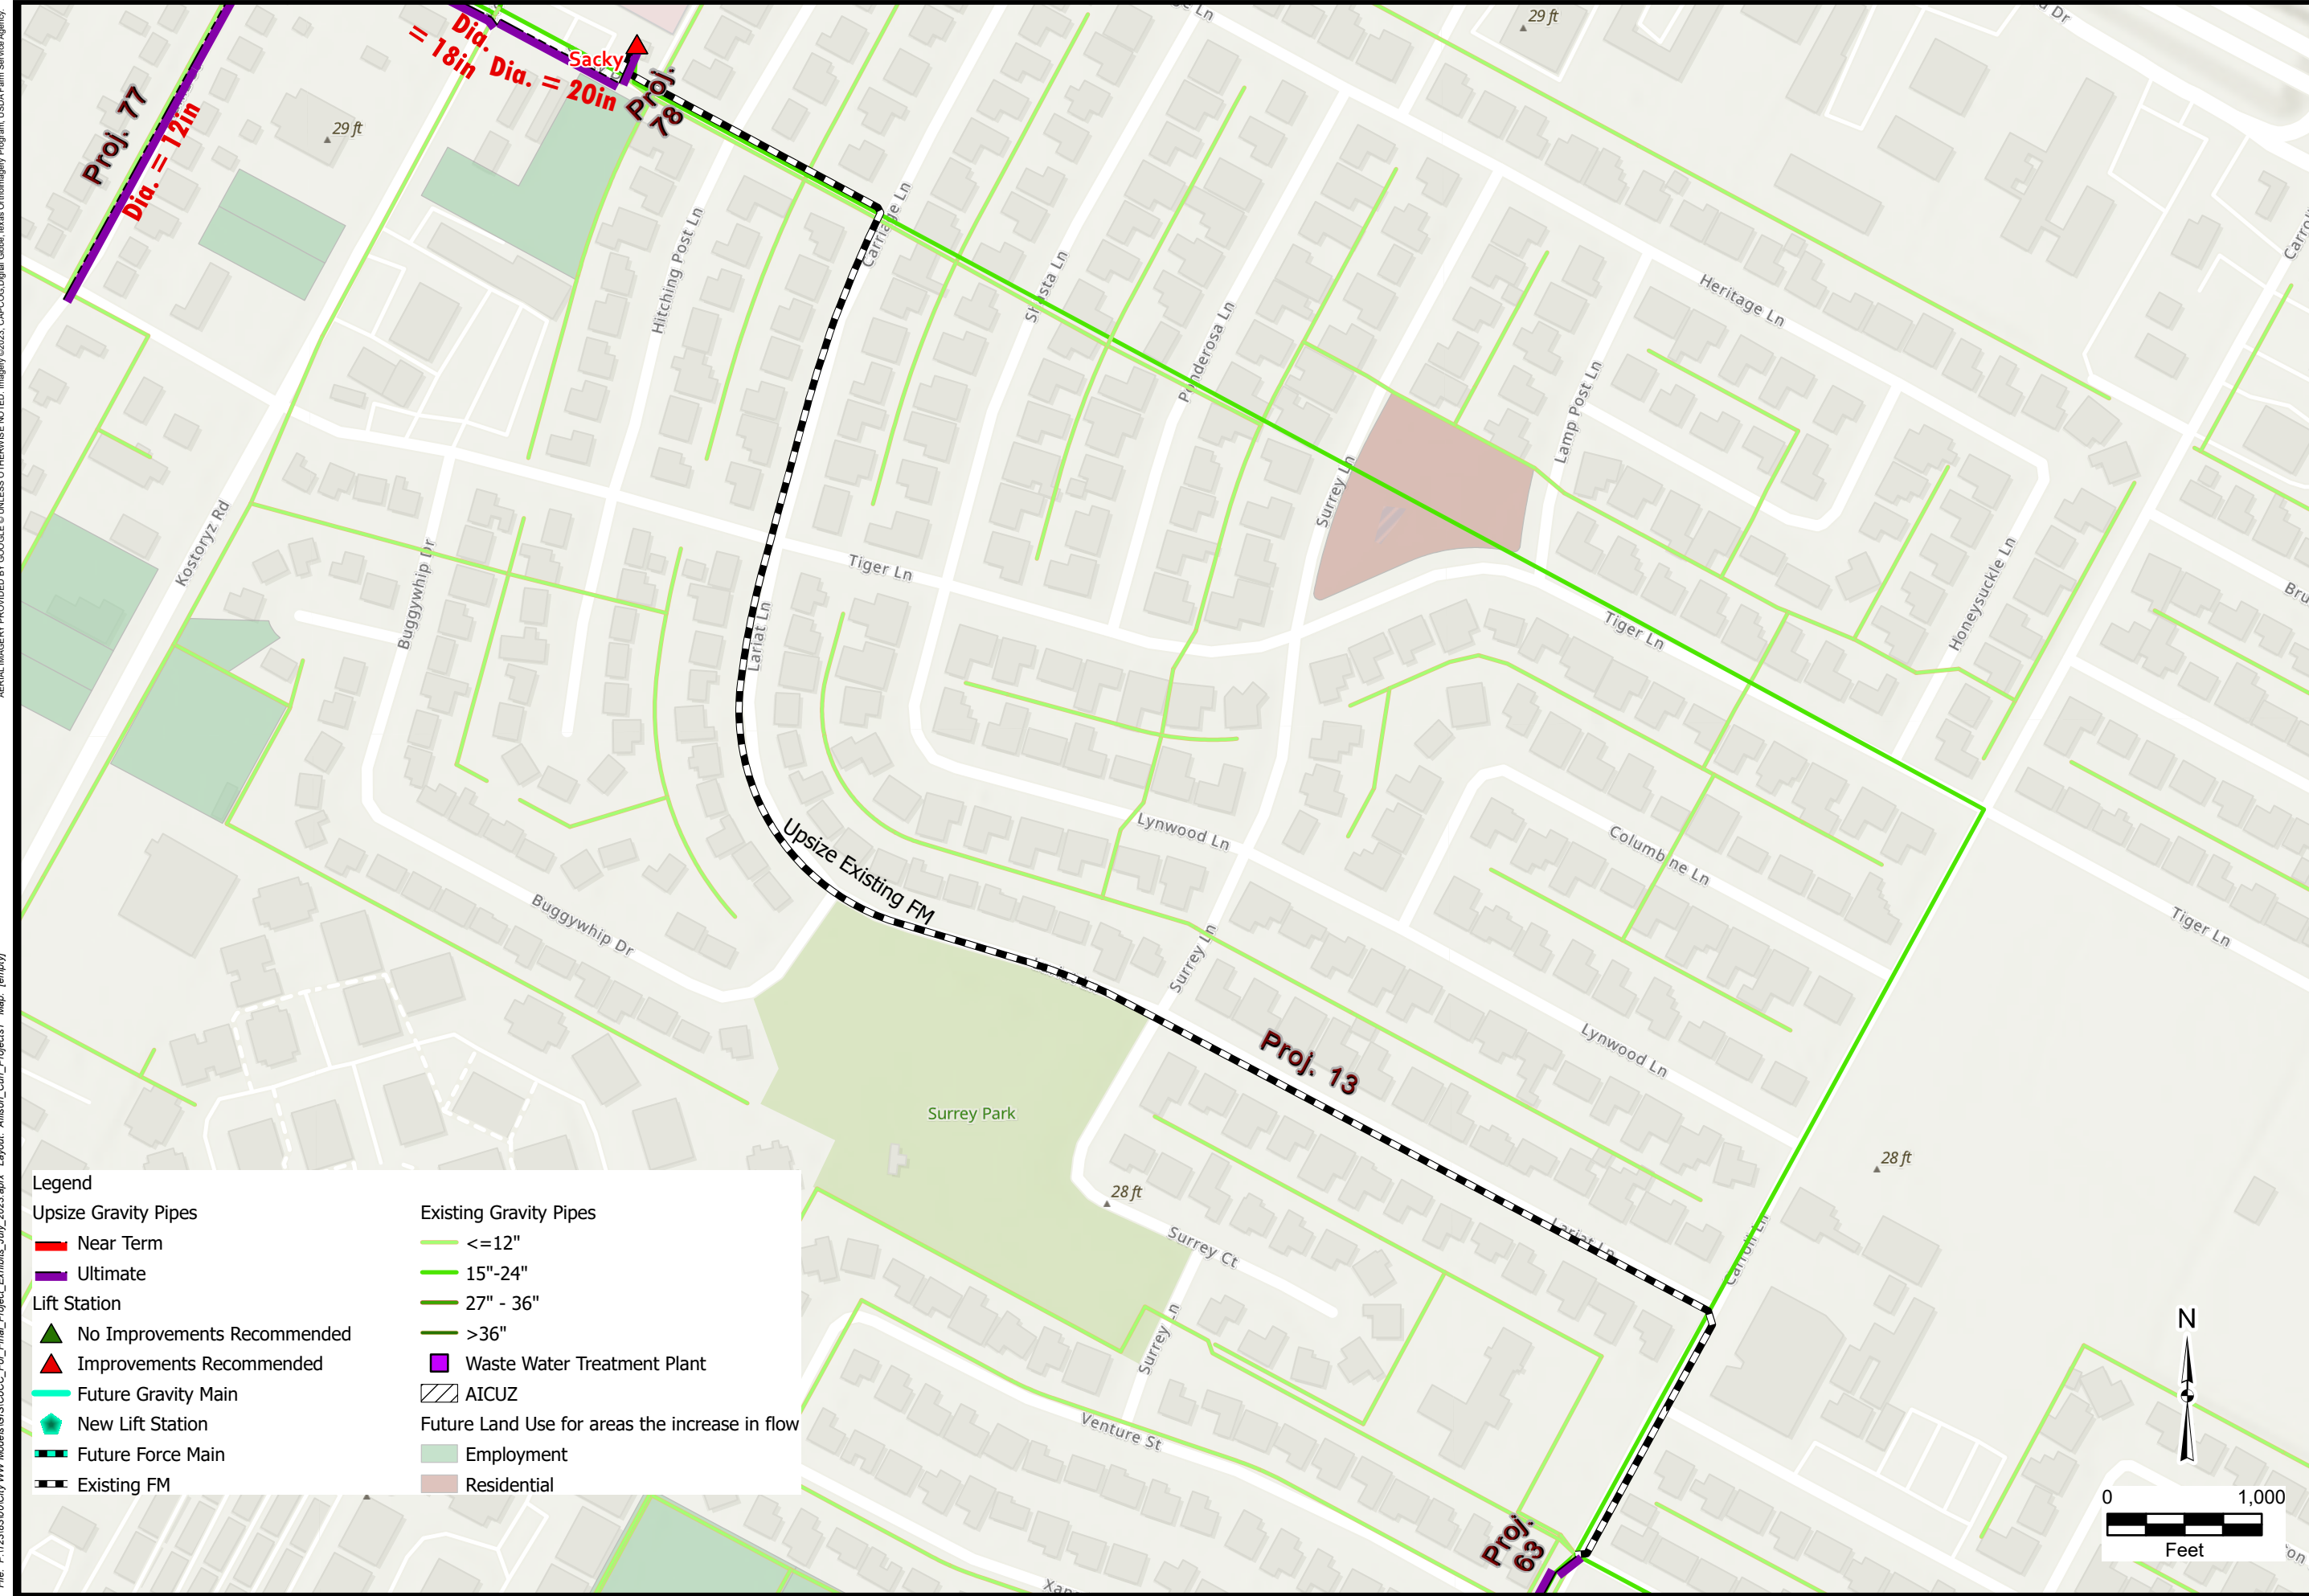 29 ft
Dia.
= 18in
Dia. = 20in
Sacky
Proj.
78
Proj. 77
Dia. = 12in
29 ft
Carriage Ln
Hitching Post Ln
Shasta Ln
Ponderosa Ln
Heritage Ln
Lamp Post Ln
Surrey Ln
Kostoryz Rd
Buggywhip Dr
Tiger Ln
Lariat Ln
Tiger Ln
Honeysuckle Ln
Upsize Existing FM
Lynwood Ln
Columbine Ln
Buggywhip Dr
Surrey Ln
Tiger Ln
Proj. 13
Lynwood Ln
Surrey Park
28 ft
28 ft
Surrey Ct
Lariat Ln
Carroll Ln
Surrey Ln
Venture St
Proj.
63
Legend
Upsize Gravity Pipes
Near Term
Ultimate
Lift Station
No Improvements Recommended
Improvements Recommended
Future Gravity Main
New Lift Station
Future Force Main
Existing FM
Existing Gravity Pipes
<=12"
15"-24"
27" - 36"
>36"
Waste Water Treatment Plant
AICUZ
Future Land Use for areas the increase in flow
Employment
Residential
N
0 1,000
Feet